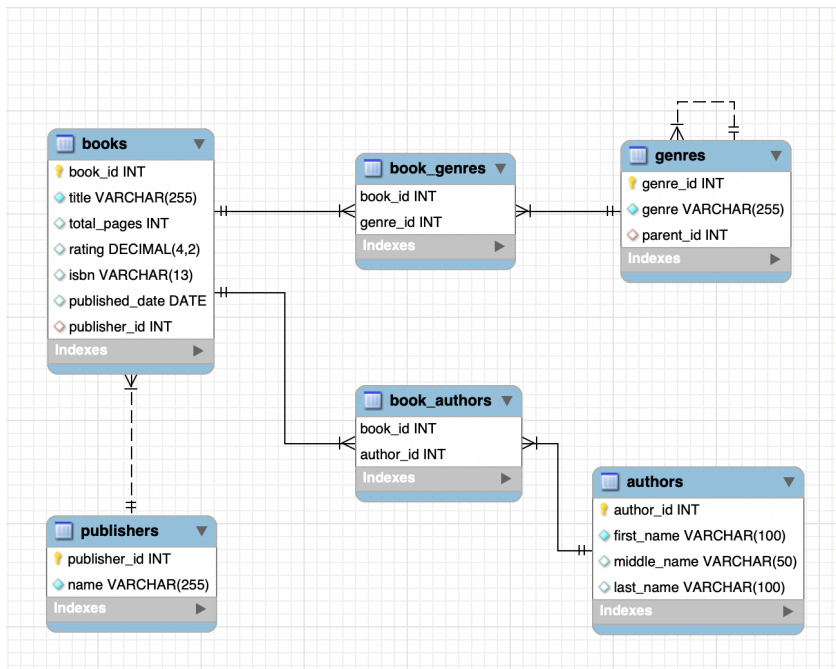 books
book_id INT
title VARCHAR(255)
total_pages INT
rating DECIMAL(4,2)
isbn VARCHAR(13)
published_date DATE
publisher_id INT
Indexes
book_genres
book_id INT
genre_id INT
Indexes
genres
genre_id INT
genre VARCHAR(255)
parent_id INT
Indexes
book_authors
book_id INT
author_id INT
Indexes
authors
author_id INT
first_name VARCHAR(100)
middle_name VARCHAR(50)
last_name VARCHAR(100)
Indexes
publishers
publisher_id INT
name VARCHAR(255)
Indexes